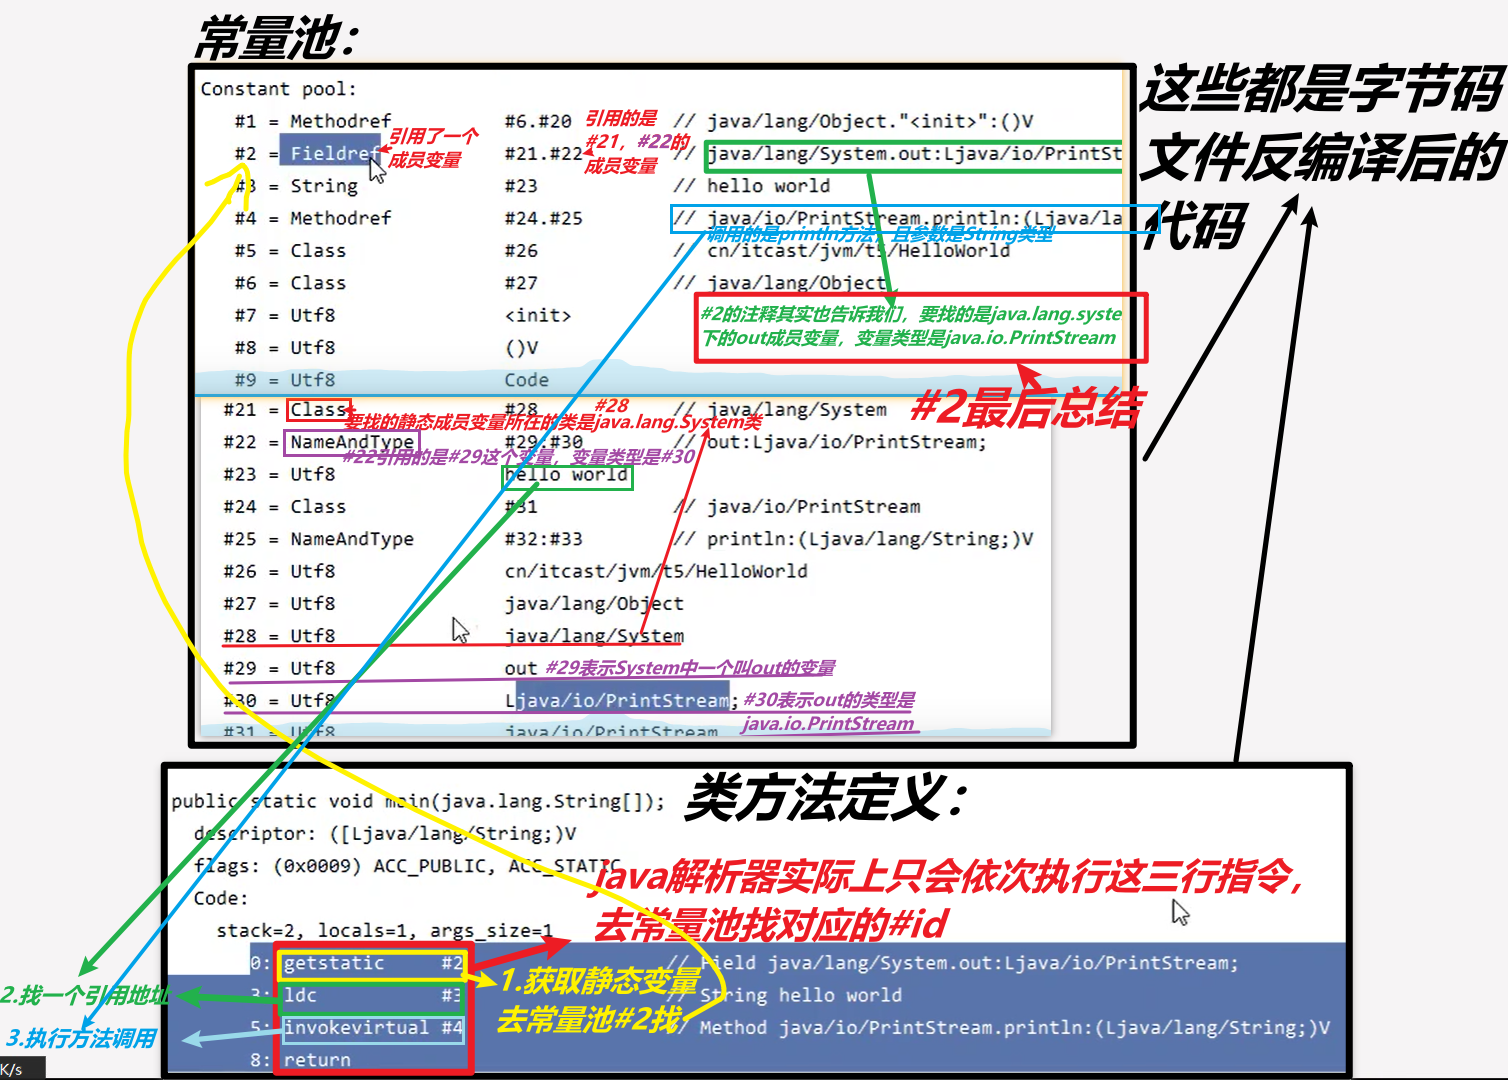 常量池：
Constant pool:
#1 = Methodref #6.#20 // java/lang/Object."<init>":()V
引用的是
#2 = Fieldref #21.#22 // java/lang/System.out:Ljava/io/PrintSt
引用了一个
成员变量
#21，#22的
成员变量
#3 = String #23 // hello world
#4 = Methodref #24.#25 // java/io/PrintStream.println:(Ljava/la
调用的是println方法，且参数是String类型
#5 = Class #26 // cn/itcast/jvm/t5/HelloWorld
#6 = Class #27 // java/lang/Object
#7 = Utf8 <init>
#2的注释其实也告诉我们，要找的是java.lang.syste
下的out成员变量，变量类型是java.io.PrintStream
#8 = Utf8 ()V
#9 = Utf8 Code
#2最后总结
#21 = Class #28 // java/lang/System
#28
要找的静态成员变量所在的类是java.lang.System类
#22 = NameAndType #29:#30 // out:Ljava/io/PrintStream;
#22引用的是#29这个变量，变量类型是#30
#23 = Utf8 hello world
#24 = Class #31 // java/io/PrintStream
#25 = NameAndType #32:#33 // println:(Ljava/lang/String;)V
#26 = Utf8 cn/itcast/jvm/t5/HelloWorld
#27 = Utf8 java/lang/Object
#28 = Utf8 java/lang/System
#29 = Utf8 out
#29表示System中一个叫out的变量
#30 = Utf8 Ljava/io/PrintStream;
#30表示out的类型是
java.io.PrintStream
#31 = Utf8 java/io/PrintStream
这些都是字节码
文件反编译后的
代码
类方法定义：
public static void main(java.lang.String[]);
descriptor: ([Ljava/lang/String;)V
flags: (0x0009) ACC_PUBLIC, ACC_STATIC
Code:
stack=2, locals=1, args_size=1
java解析器实际上只会依次执行这三行指令，
去常量池找对应的#id
0: getstatic #2 // Field java/lang/System.out:Ljava/io/PrintStream;
3: ldc #3 // String hello world
5: invokevirtual #4 // Method java/io/PrintStream.println:(Ljava/lang/String;)V
8: return
1.获取静态变量
去常量池#2找
2.找一个引用地址
3.执行方法调用
K/s